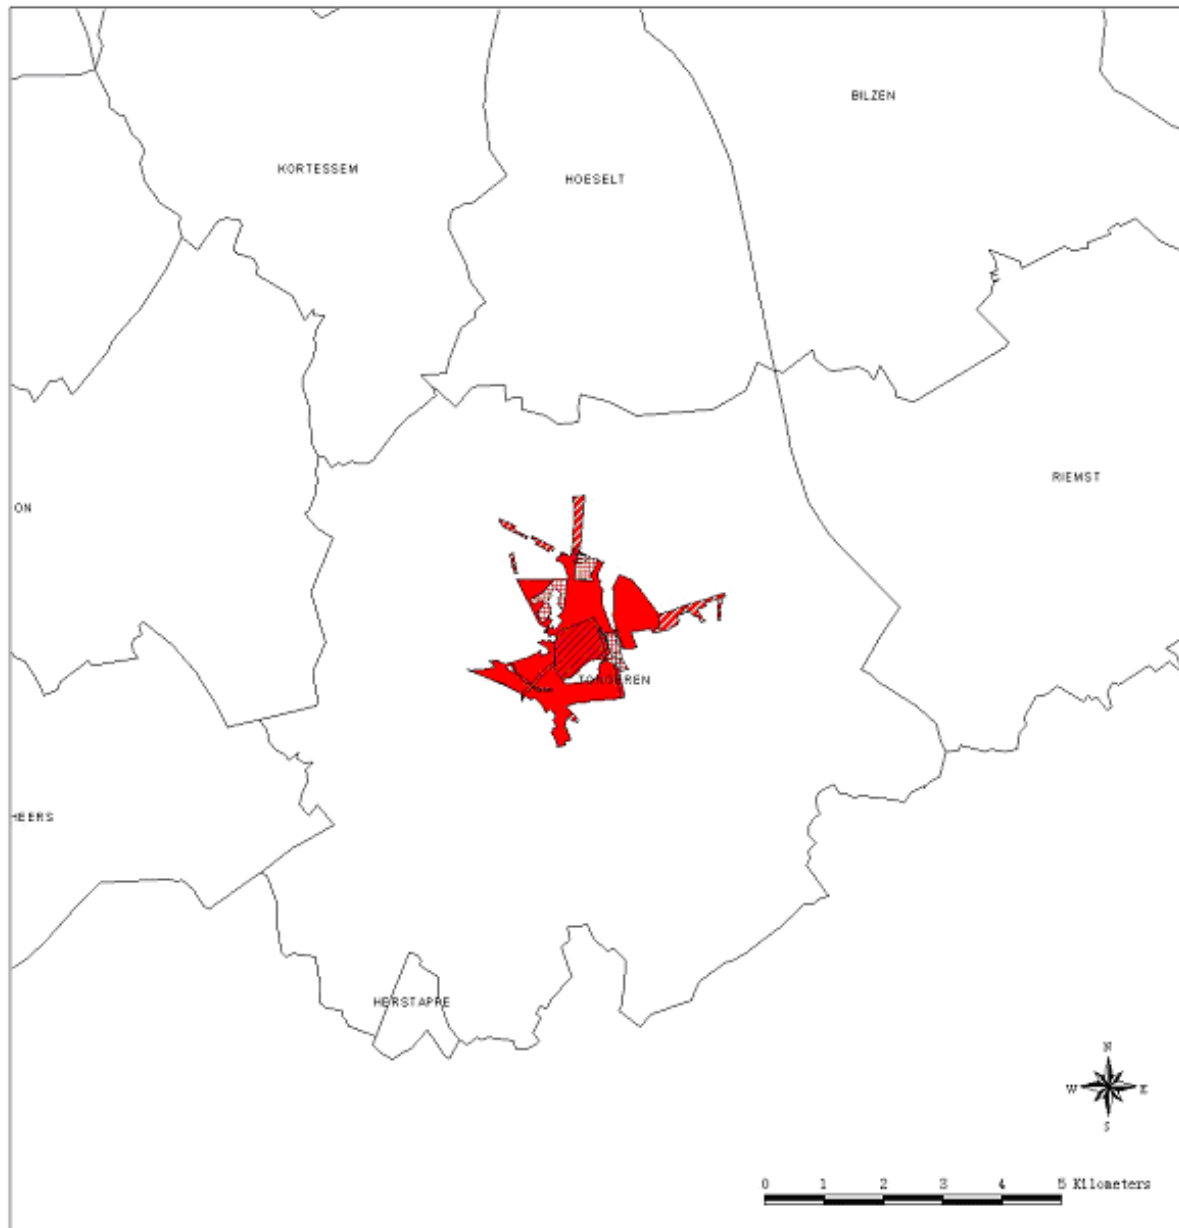 BILZEN
KORTESSEM
HOESELT
RIEMST
ON
TONGEREN
HEERS
HERSTAPPE
N
W E
S
0 1 2 3 4 5 Kilometers